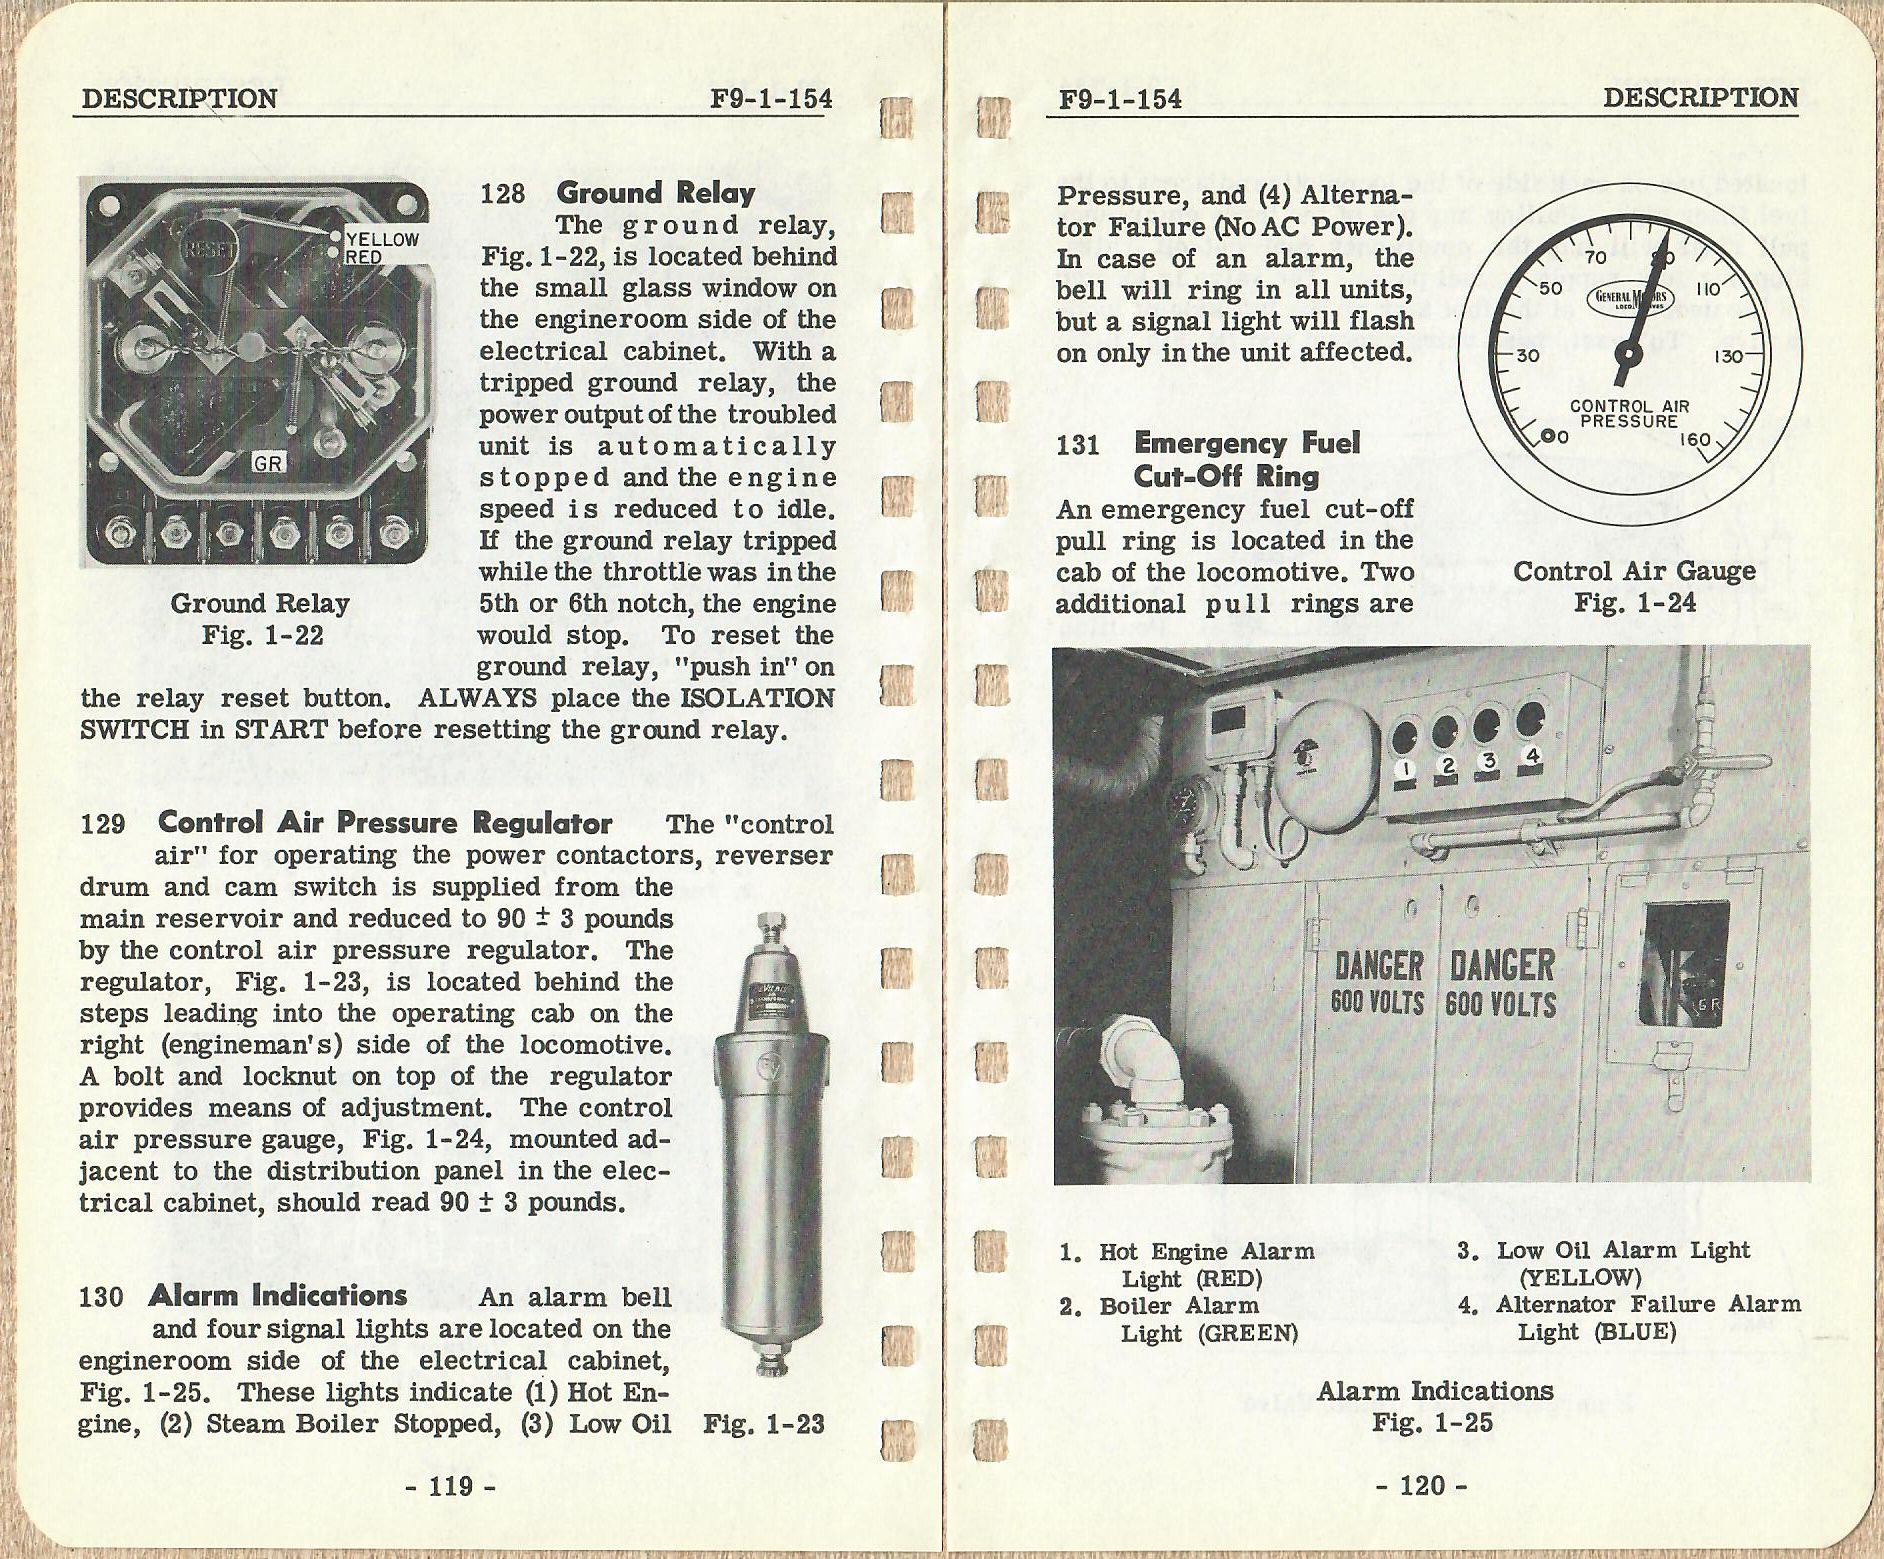 DESCRIPTION F9-1-154
RESET
YELLOW
RED
GR
Ground Relay
Fig. 1-22
128 Ground Relay
The ground relay,
Fig. 1-22, is located behind
the small glass window on
the engineroom side of the
electrical cabinet. With a
tripped ground relay, the
power output of the troubled
unit is automatically
stopped and the engine
speed is reduced to idle.
If the ground relay tripped
while the throttle was in the
5th or 6th notch, the engine
would stop. To reset the
ground relay, "push in" on
the relay reset button. ALWAYS place the ISOLATION
SWITCH in START before resetting the ground relay.
129 Control Air Pressure Regulator The "control
air" for operating the power contactors, reverser
drum and cam switch is supplied from the
main reservoir and reduced to 90 ± 3 pounds
by the control air pressure regulator. The
regulator, Fig. 1-23, is located behind the
steps leading into the operating cab on the
right (engineman's) side of the locomotive.
A bolt and locknut on top of the regulator
provides means of adjustment. The control
air pressure gauge, Fig. 1-24, mounted ad-
jacent to the distribution panel in the elec-
trical cabinet, should read 90 ± 3 pounds.
130 Alarm Indications An alarm bell
and four signal lights are located on the
engineroom side of the electrical cabinet,
Fig. 1-25. These lights indicate (1) Hot En-
gine, (2) Steam Boiler Stopped, (3) Low Oil
Fig. 1-23
- 119 -
F9-1-154 DESCRIPTION
Pressure, and (4) Alterna-
tor Failure (No AC Power).
In case of an alarm, the
bell will ring in all units,
but a signal light will flash
on only in the unit affected.
131 Emergency Fuel
Cut-Off Ring
An emergency fuel cut-off
pull ring is located in the
cab of the locomotive. Two
additional pull rings are
70 90
50 110
GENERAL MOTORS
30 130
CONTROL AIR
PRESSURE
0 160
Control Air Gauge
Fig. 1-24
1 2 3 4
DANGER DANGER
600 VOLTS 600 VOLTS
GR
1. Hot Engine Alarm
Light (RED)
2. Boiler Alarm
Light (GREEN)
3. Low Oil Alarm Light
(YELLOW)
4. Alternator Failure Alarm
Light (BLUE)
Alarm Indications
Fig. 1-25
- 120 -